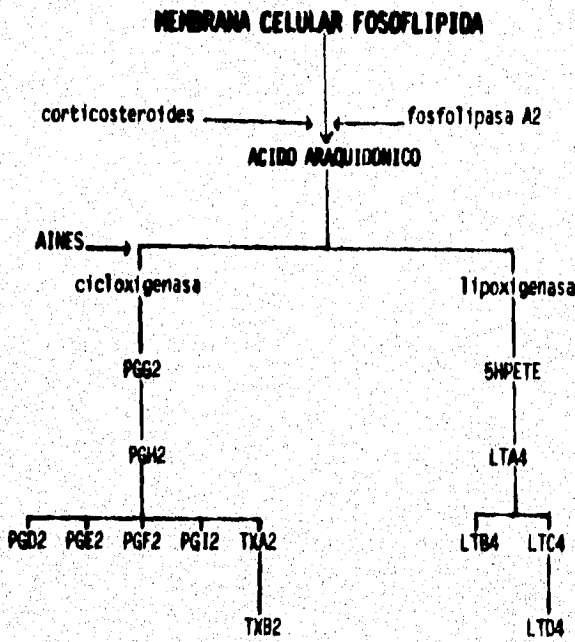 MEMBRANA CELULAR FOSOFLIPIDA
corticosteroides fosfolipasa A2
ACIDO ARAQUIDONICO
AINES
cicloxigenasa lipoxigenasa
PGG2 5HPETE
PGH2 LTA4
PGD2 PGE2 PGF2 PGI2 TXA2 LTB4 LTC4
TXB2 LTD4